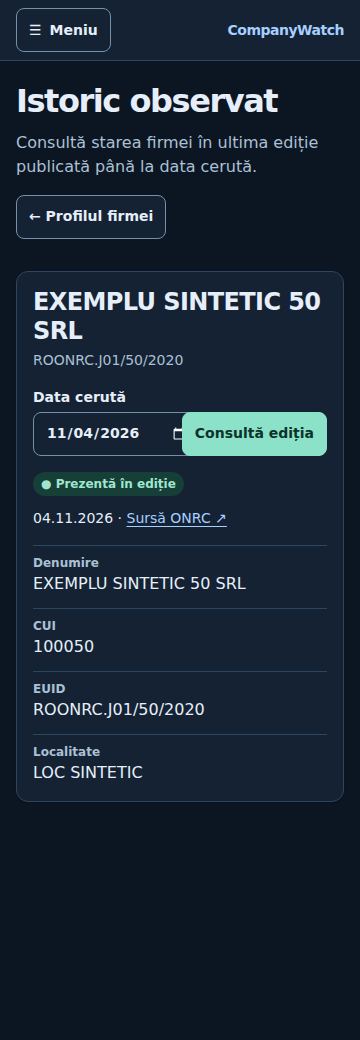 ☰ Meniu
CompanyWatch
Istoric observat
Consultă starea firmei în ultima ediție
publicată până la data cerută.
← Profilul firmei
EXEMPLU SINTETIC 50
SRL
ROONRC.J01/50/2020
Data cerută
11/04/2026
Consultă ediția
● Prezentă în ediție
04.11.2026 · Sursă ONRC ↗
Denumire
EXEMPLU SINTETIC 50 SRL
CUI
100050
EUID
ROONRC.J01/50/2020
Localitate
LOC SINTETIC